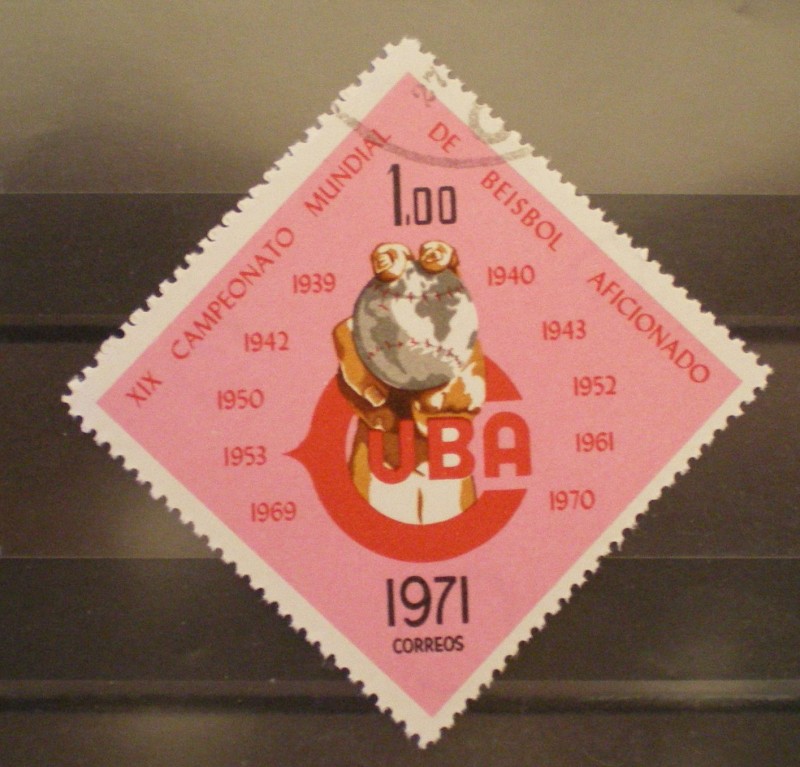 XIX CAMPEONATO MUNDIAL DE BEISBOL AFICIONADO
1.00
1939 1940
1942 1943
1950 1952
1953 1961
1969 1970
CUBA
1971
CORREOS